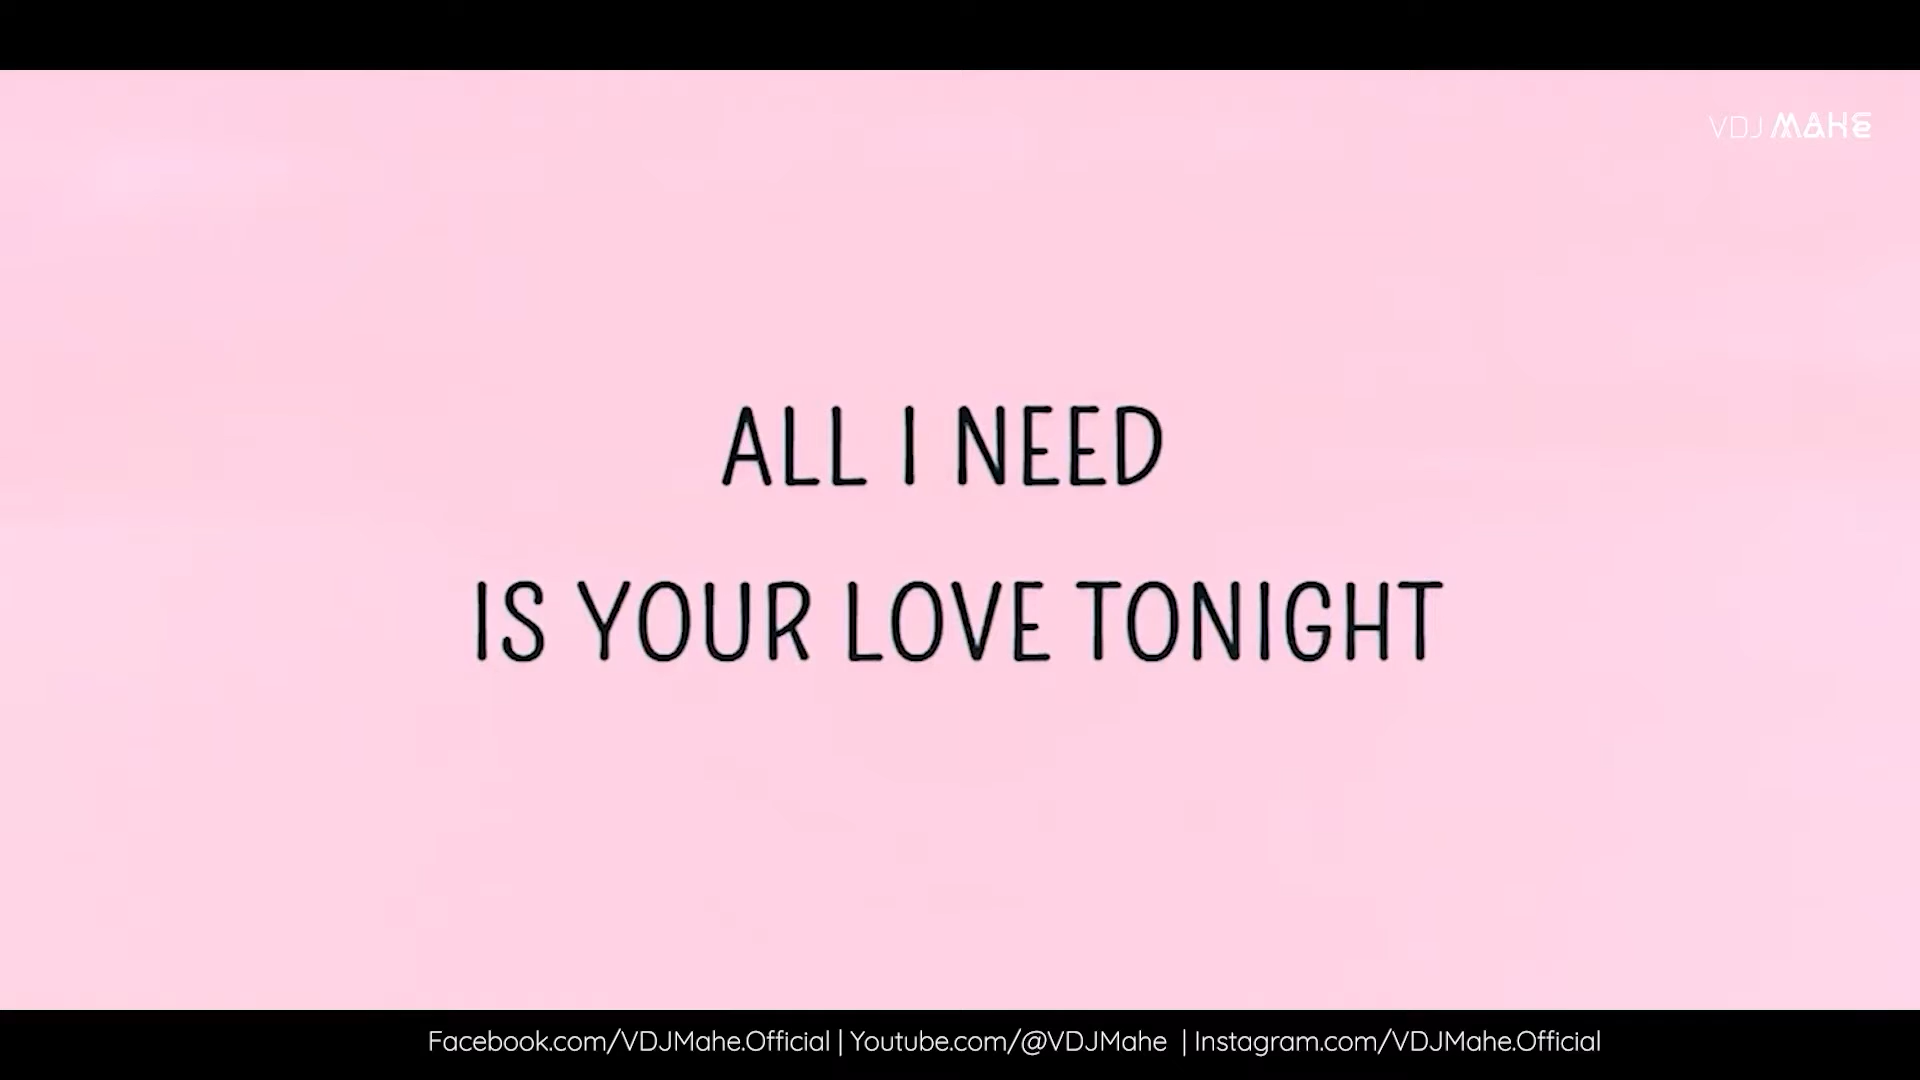 VDJ MAHE
ALL I NEED
IS YOUR LOVE TONIGHT
Facebook.com/VDJMahe.Official | Youtube.com/@VDJMahe | Instagram.com/VDJMahe.Official